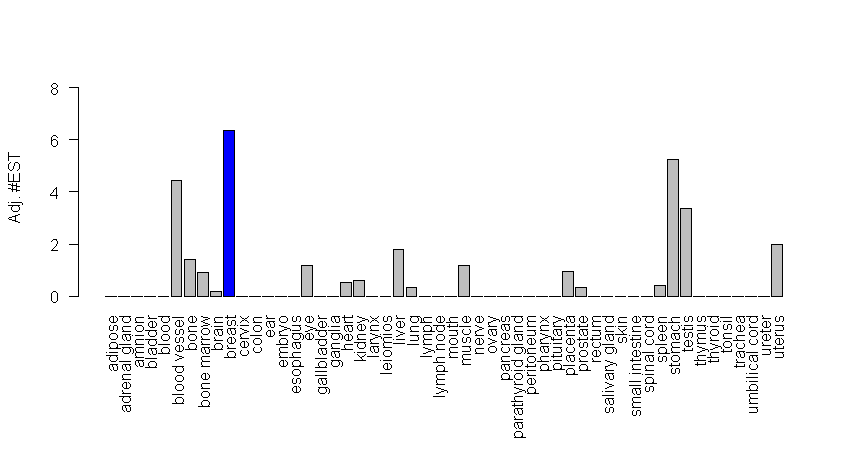 8
6
4
2
0
Adj. #EST
adipose
adrenal gland
amnion
bladder
blood
blood vessel
bone
bone marrow
brain
breast
cervix
colon
ear
embryo
esophagus
eye
gallbladder
ganglia
heart
kidney
larynx
leiomios
liver
lung
lymph
lymph node
mouth
muscle
nerve
ovary
pancreas
parathyroid gland
peritoneum
pharynx
pituitary
placenta
prostate
rectum
salivary gland
skin
small intestine
spinal cord
spleen
stomach
testis
thymus
thyroid
tonsil
trachea
umbilical cord
ureter
uterus